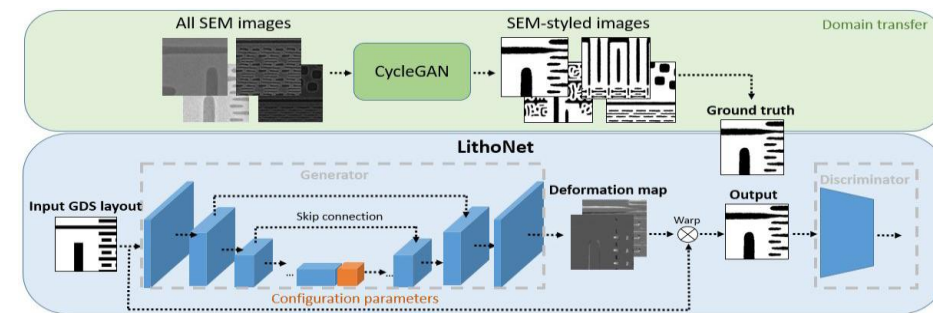 All SEM images
SEM-styled images
Domain transfer
CycleGAN
Ground truth
LithoNet
Generator
Discriminator
Input GDS layout
Skip connection
Deformation map
Warp
Output
...
...
Configuration parameters